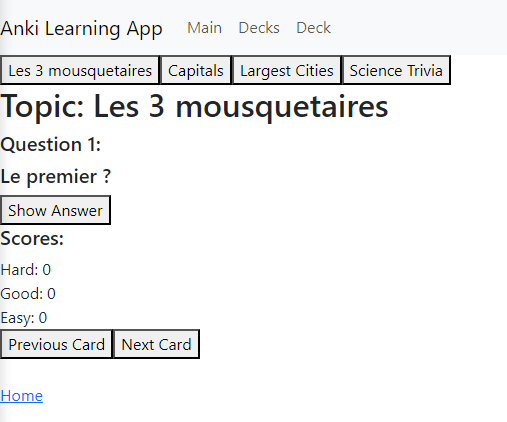 Anki Learning App Main Decks Deck
Les 3 mousquetaires Capitals Largest Cities Science Trivia
Topic: Les 3 mousquetaires
Question 1:
Le premier ?
Show Answer
Scores:
Hard: 0
Good: 0
Easy: 0
Previous Card Next Card
Home